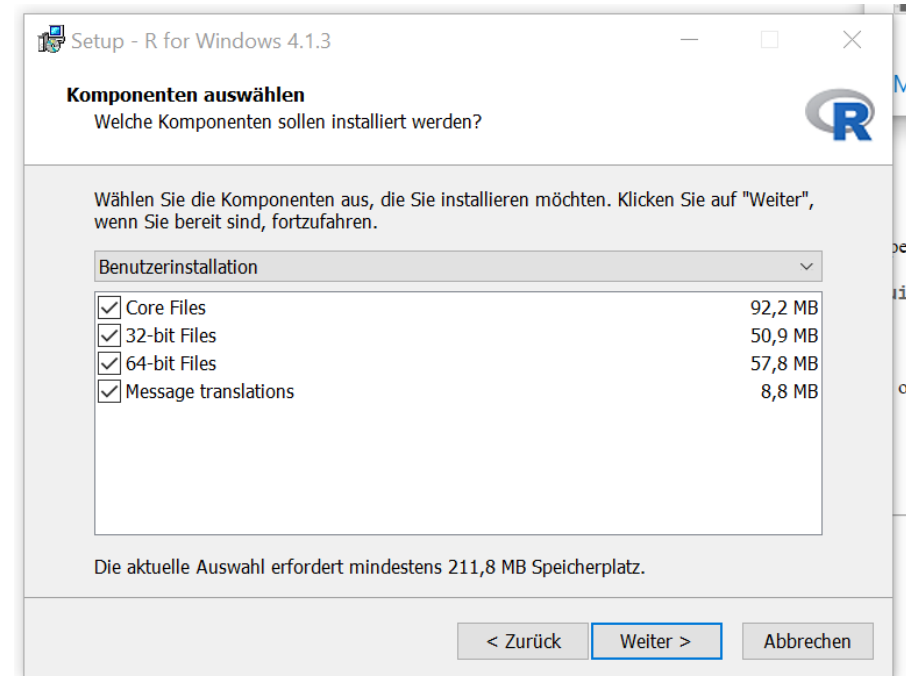 Setup - R for Windows 4.1.3
Komponenten auswählen
Welche Komponenten sollen installiert werden?
R
Wählen Sie die Komponenten aus, die Sie installieren möchten. Klicken Sie auf "Weiter",
wenn Sie bereit sind, fortzufahren.
Benutzerinstallation
Core Files 92,2 MB
32-bit Files 50,9 MB
64-bit Files 57,8 MB
Message translations 8,8 MB
Die aktuelle Auswahl erfordert mindestens 211,8 MB Speicherplatz.
< Zurück Weiter > Abbrechen